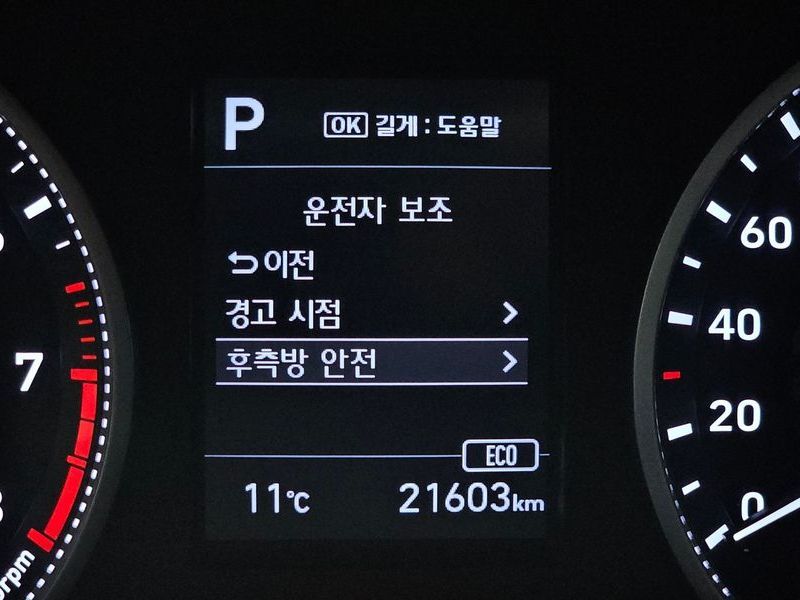 P
OK 길게 : 도움말
운전자 보조
이전
경고 시점
후측방 안전
ECO
11℃ 21603km
7
rpm
60
40
20
0